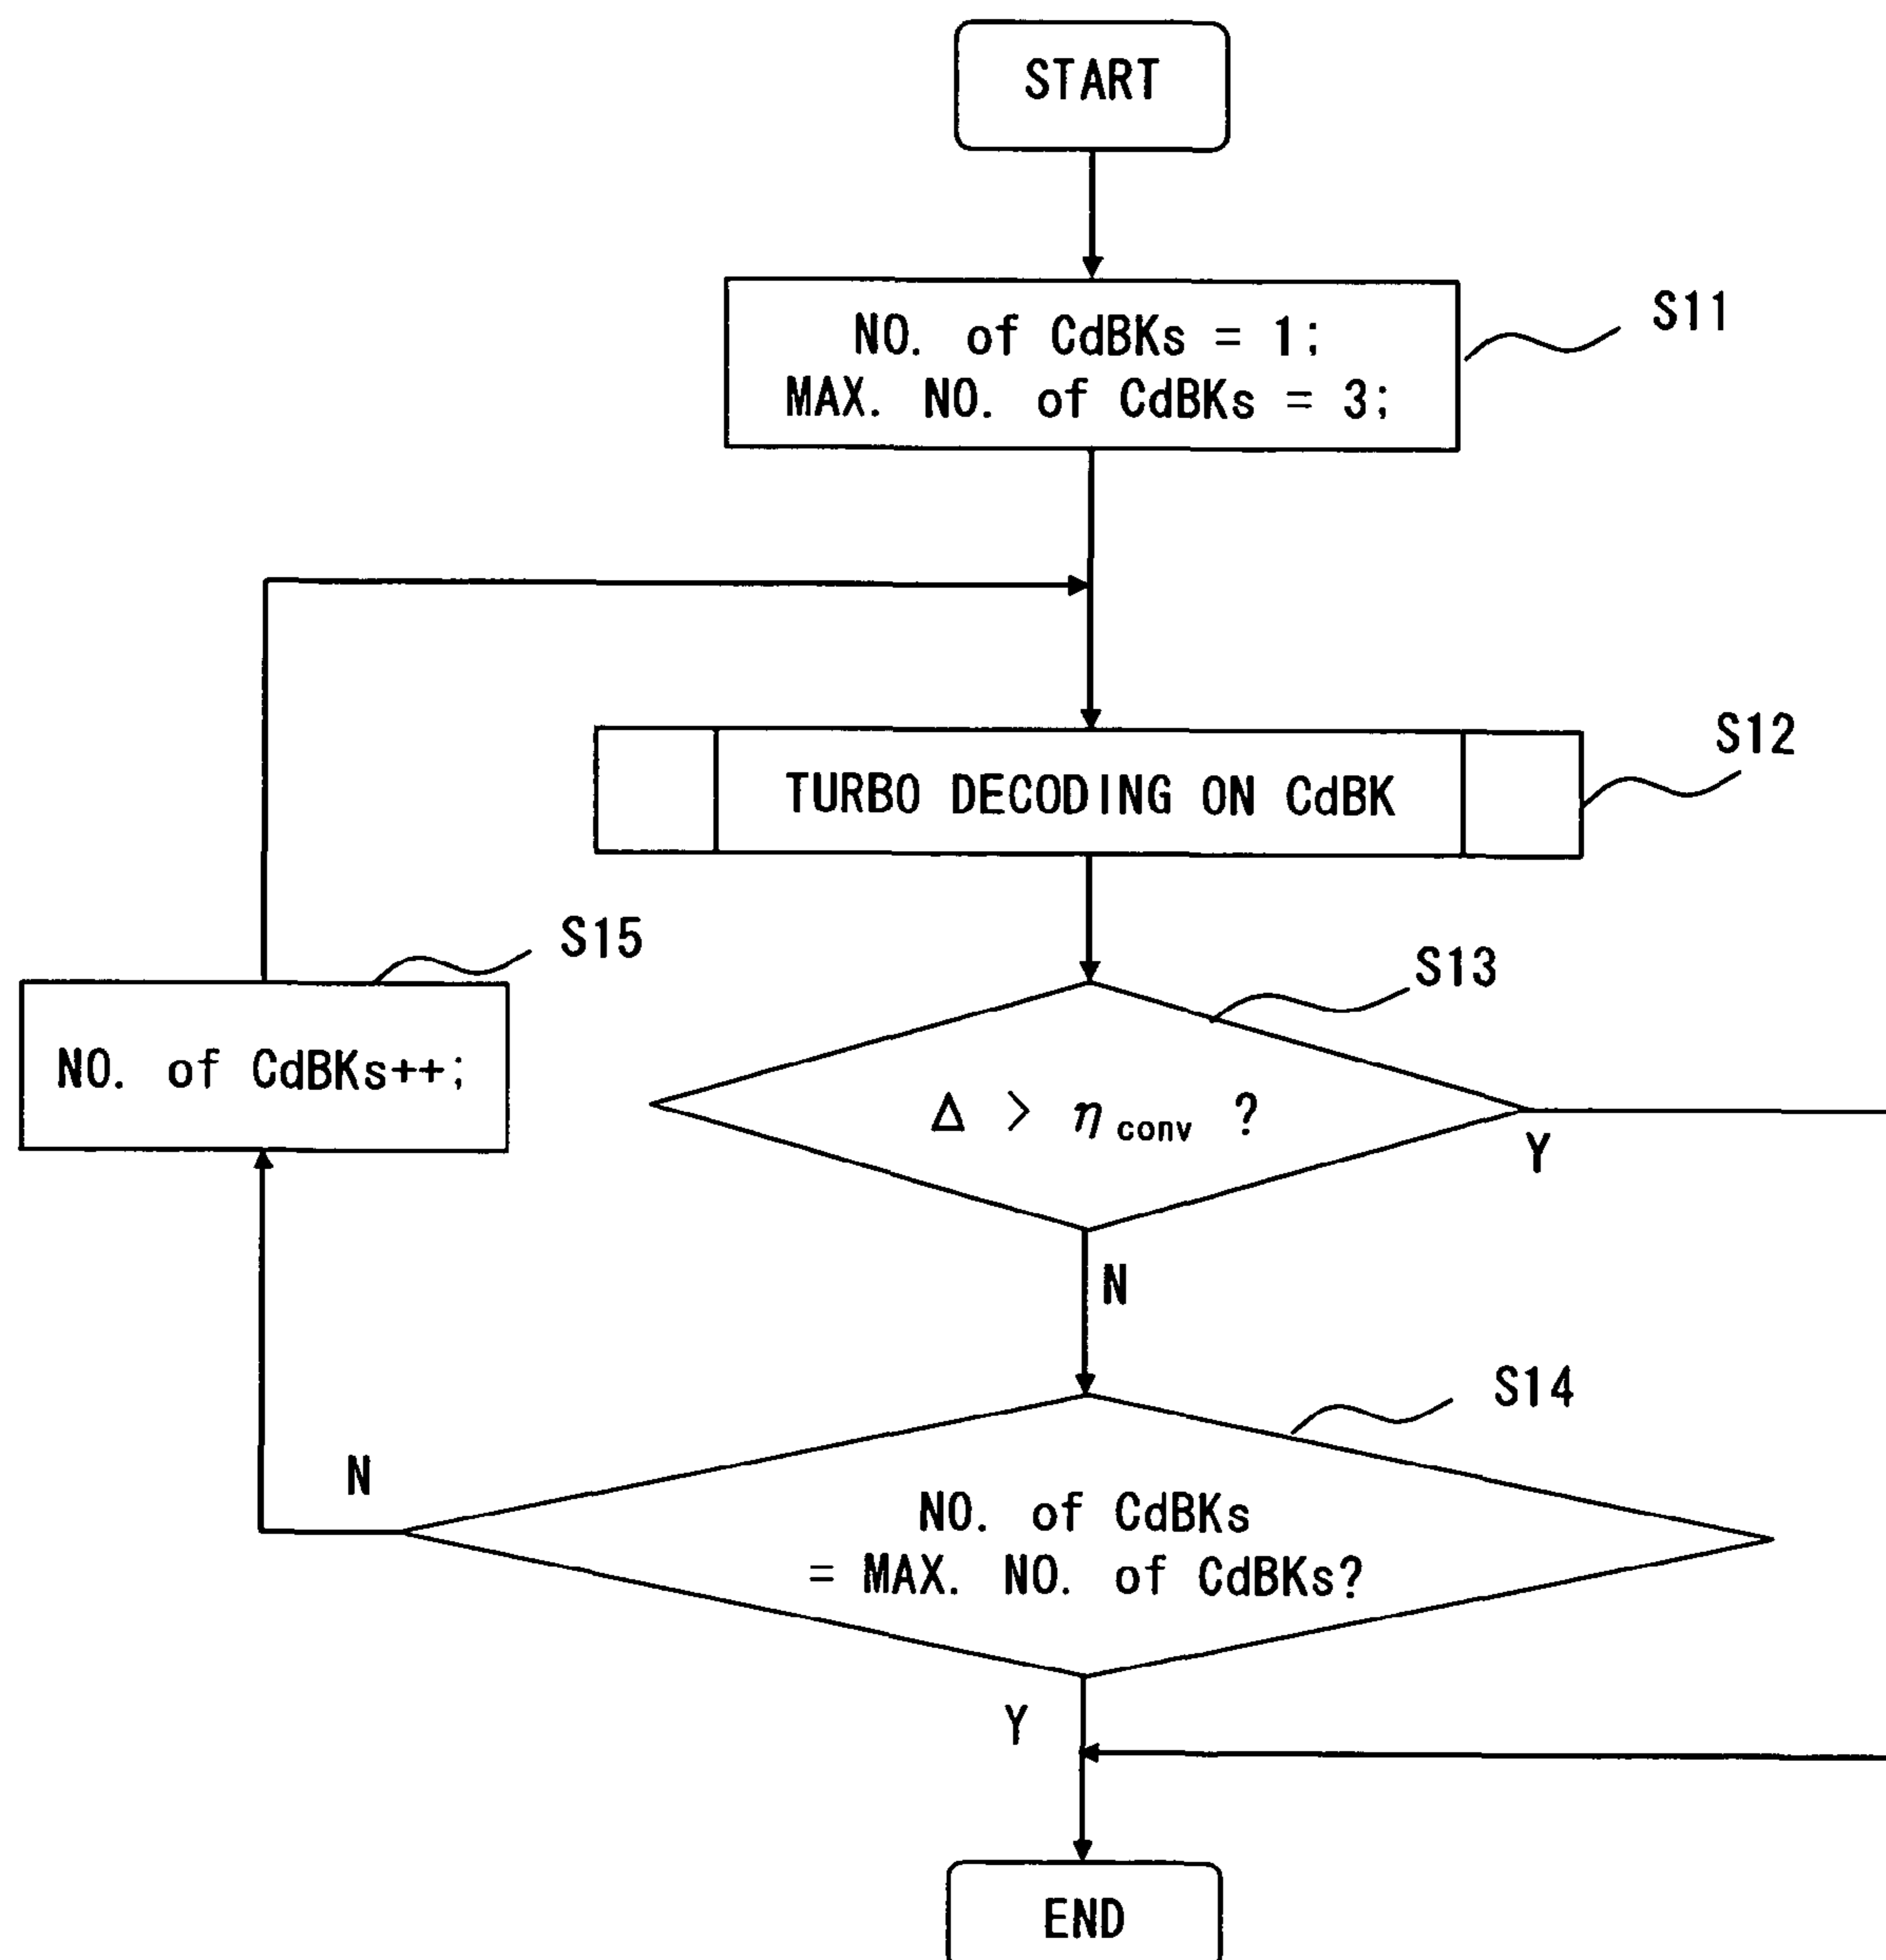 START
NO. of CdBKs = 1;
MAX. NO. of CdBKs = 3;
S11
TURBO DECODING ON CdBK
S12
S15
NO. of CdBKs++;
S13
Δ > η conv ?
Y
N
S14
NO. of CdBKs
= MAX. NO. of CdBKs?
N
Y
END